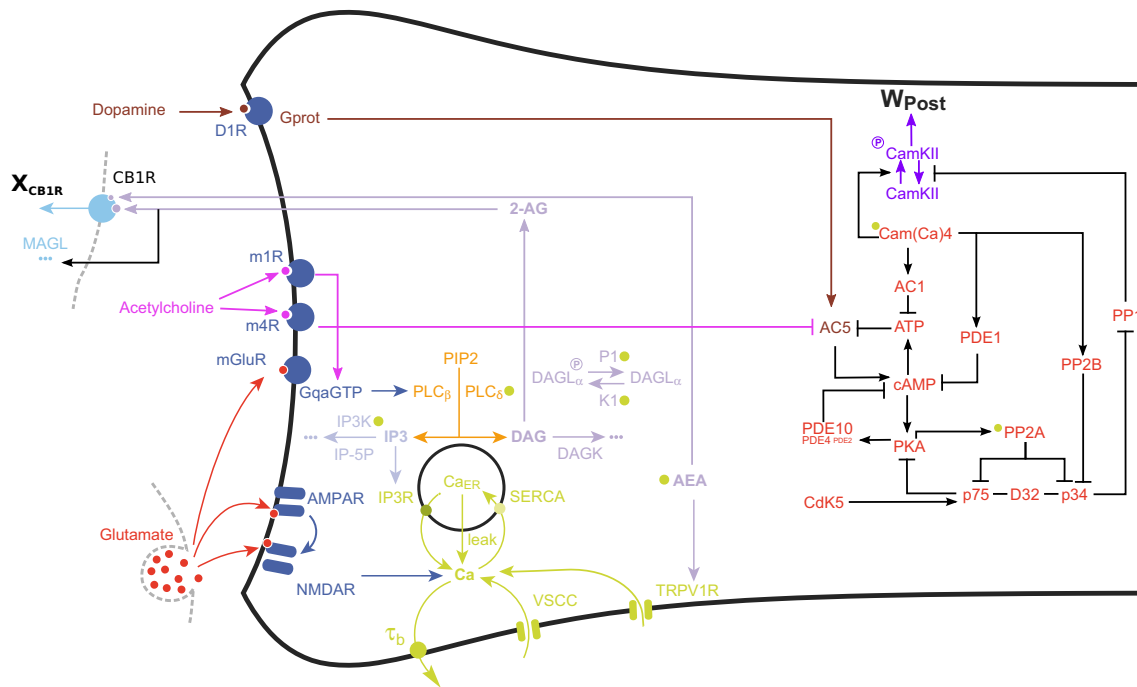 W_Post
Dopamine
D1R
Gprot
P
CamKII
CamKII
X_CB1R
CB1R
2-AG
MAGL
Cam(Ca)4
m1R
AC1
Acetylcholine
m4R
AC5
ATP
PP1
PDE1
mGluR
PIP2
P1
PP2B
GqaGTP
PLCβ
PLCδ
P
DAGLα
DAGLα
cAMP
K1
PDE10
PDE4 PDE2
IP3K
IP3
DAG
PKA
PP2A
IP-5P
DAGK
AMPAR
IP3R
CaER
SERCA
AEA
CdK5
p75
D32
p34
Glutamate
leak
Ca
NMDAR
VSCC
TRPV1R
τb